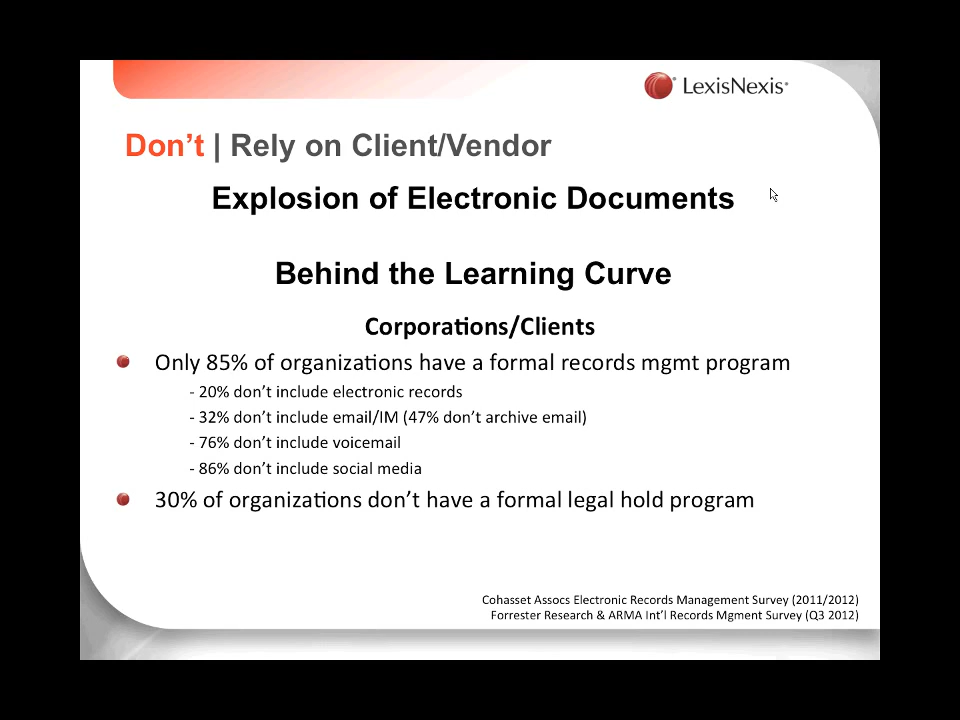 LexisNexis®
Don’t | Rely on Client/Vendor
Explosion of Electronic Documents
Behind the Learning Curve
Corporations/Clients
Only 85% of organizations have a formal records mgmt program
- 20% don’t include electronic records
- 32% don’t include email/IM (47% don’t archive email)
- 76% don’t include voicemail
- 86% don’t include social media
30% of organizations don’t have a formal legal hold program
Cohasset Assocs Electronic Records Management Survey (2011/2012)
Forrester Research & ARMA Int’l Records Mgment Survey (Q3 2012)